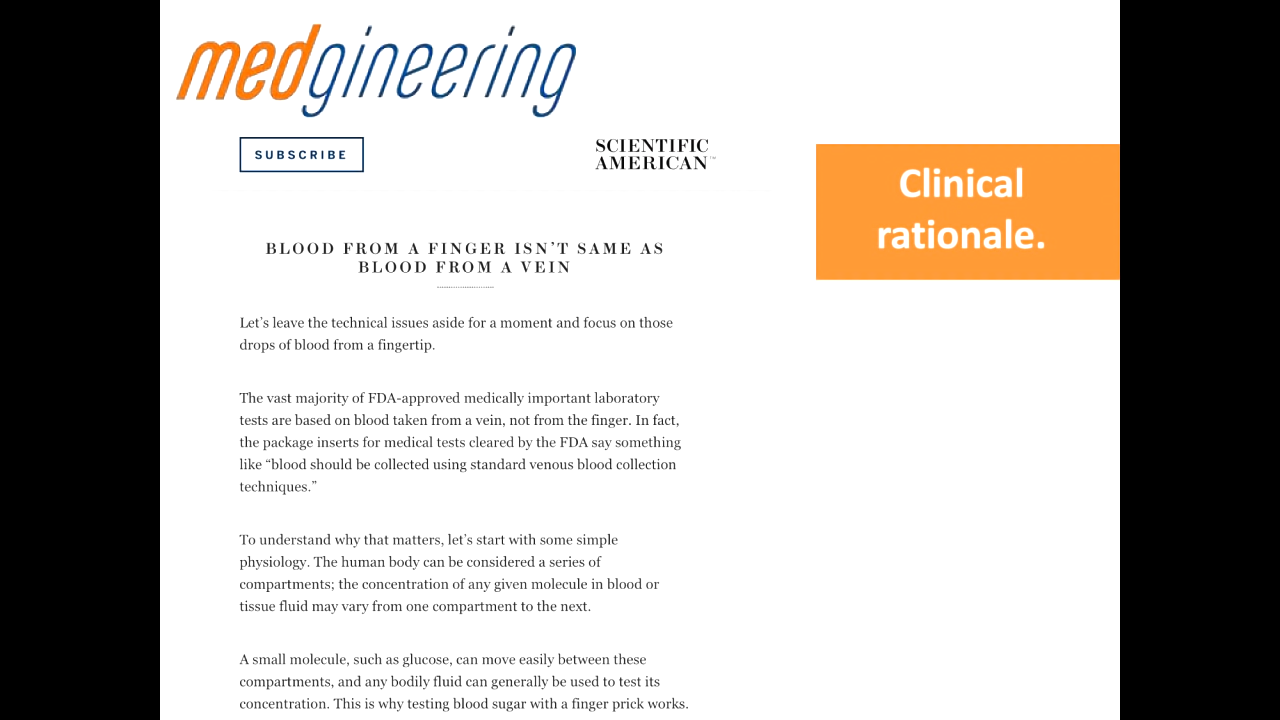 medgineering
SUBSCRIBE
SCIENTIFIC
AMERICAN™
Clinical
rationale.
BLOOD FROM A FINGER ISN’T SAME AS
BLOOD FROM A VEIN
Let’s leave the technical issues aside for a moment and focus on those
drops of blood from a fingertip.
The vast majority of FDA-approved medically important laboratory
tests are based on blood taken from a vein, not from the finger. In fact,
the package inserts for medical tests cleared by the FDA say something
like “blood should be collected using standard venous blood collection
techniques.”
To understand why that matters, let’s start with some simple
physiology. The human body can be considered a series of
compartments; the concentration of any given molecule in blood or
tissue fluid may vary from one compartment to the next.
A small molecule, such as glucose, can move easily between these
compartments, and any bodily fluid can generally be used to test its
concentration. This is why testing blood sugar with a finger prick works.